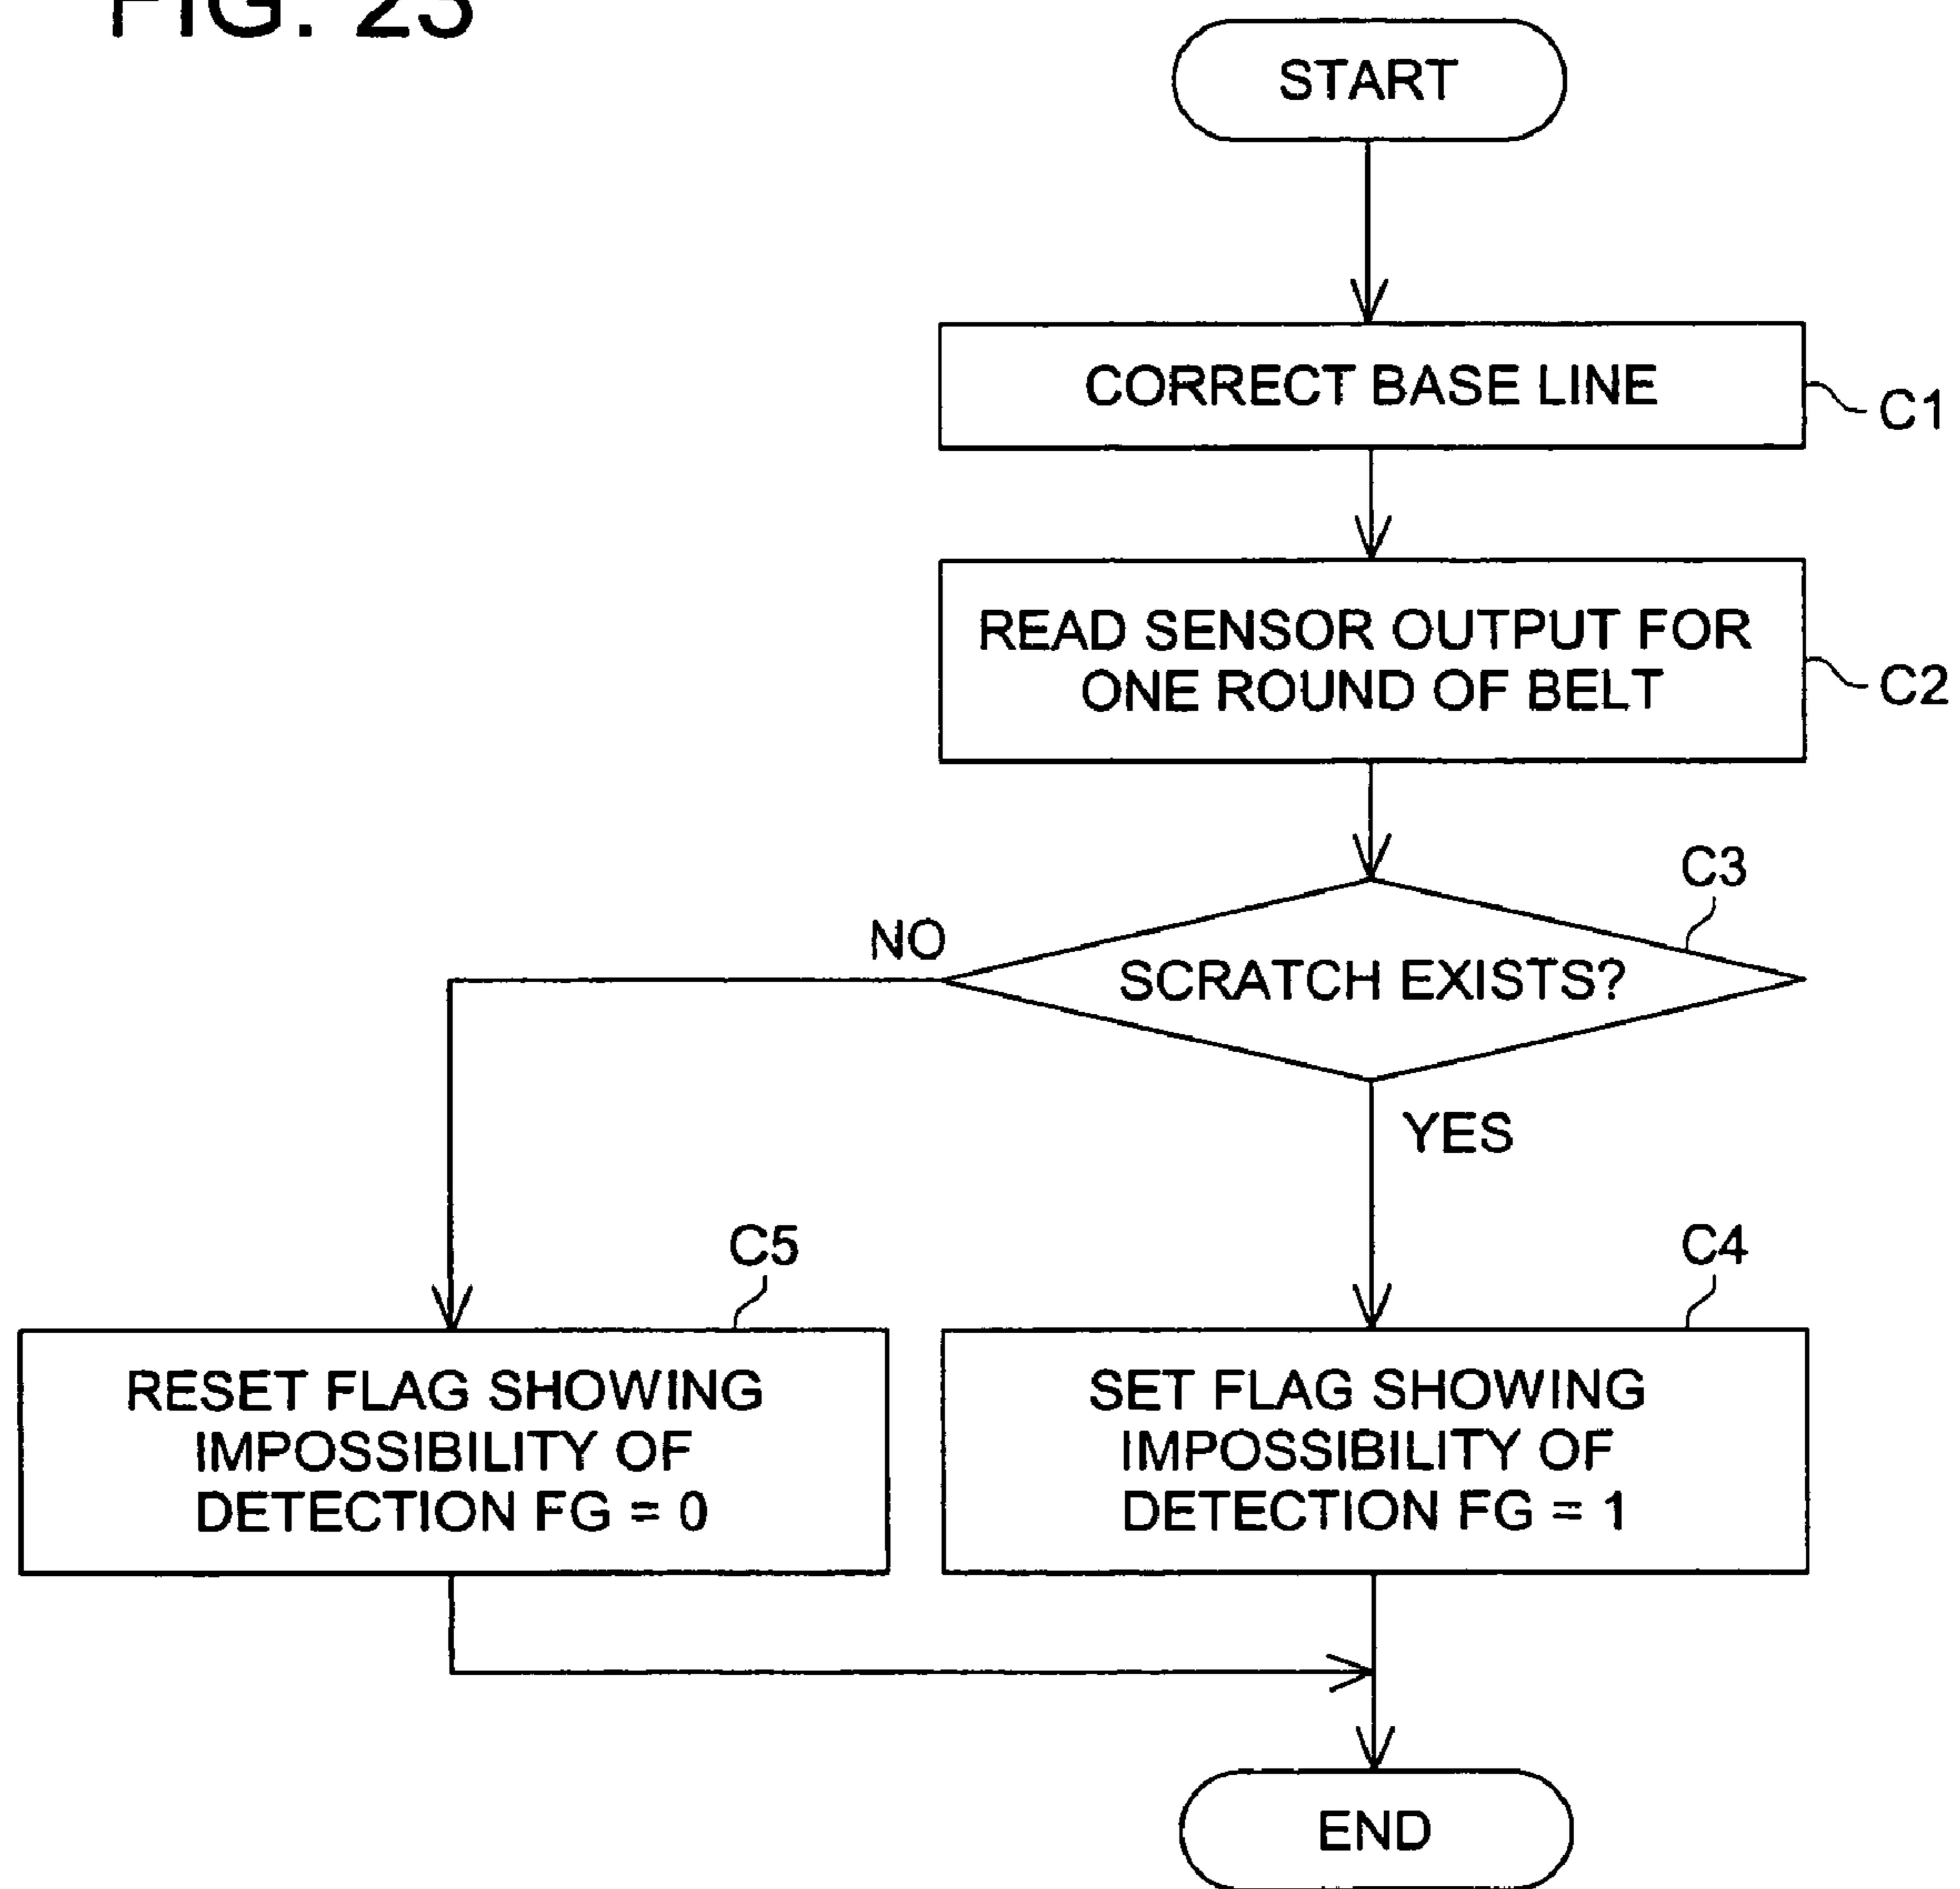 FIG. 23
START
CORRECT BASE LINE
C1
READ SENSOR OUTPUT FOR
ONE ROUND OF BELT
C2
C3
NO
SCRATCH EXISTS?
YES
C5
C4
RESET FLAG SHOWING
IMPOSSIBILITY OF
DETECTION FG = 0
SET FLAG SHOWING
IMPOSSIBILITY OF
DETECTION FG = 1
END